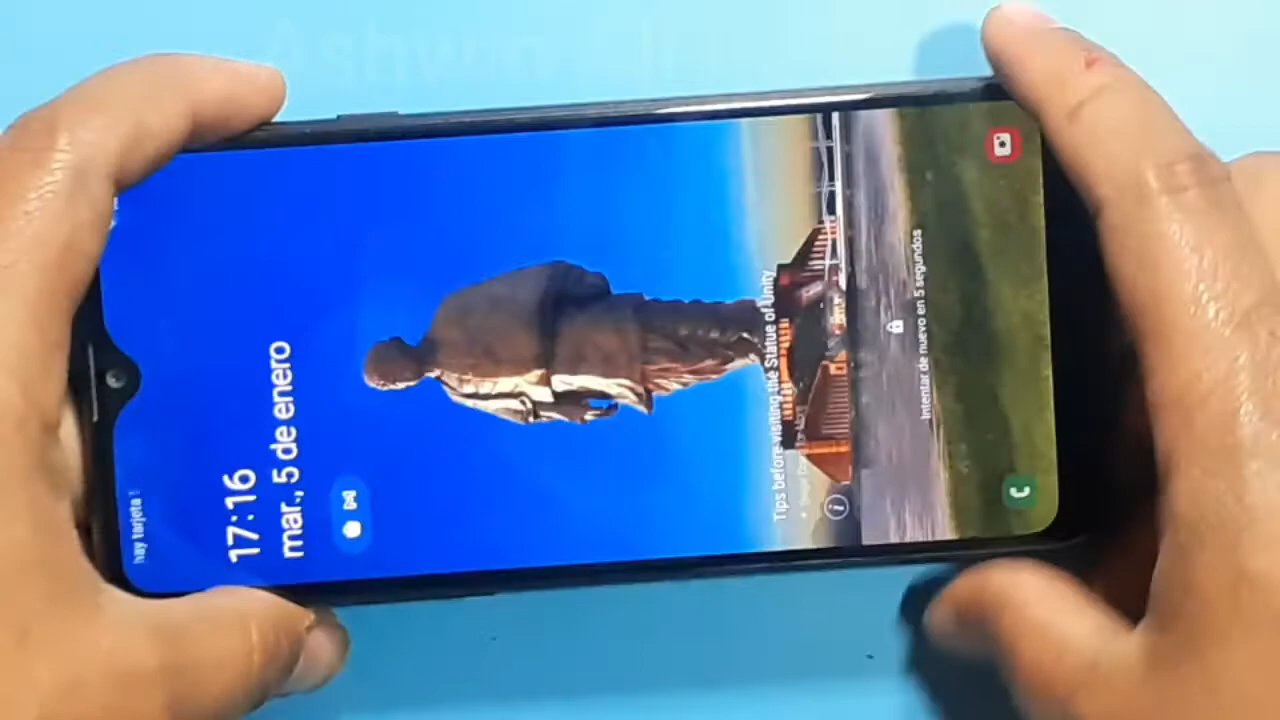 hay tarjeta
17:16
mar., 5 de enero
Tips before visiting the Statue of Unity
Intentar de nuevo en 5 segundos